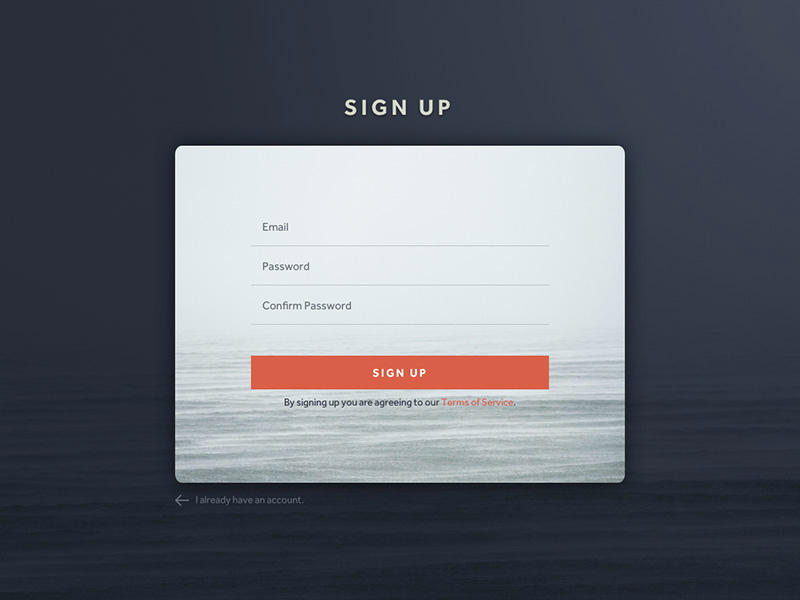 SIGN UP
Email
Password
Confirm Password
SIGN UP
By signing up you are agreeing to our Terms of Service.
I already have an account.